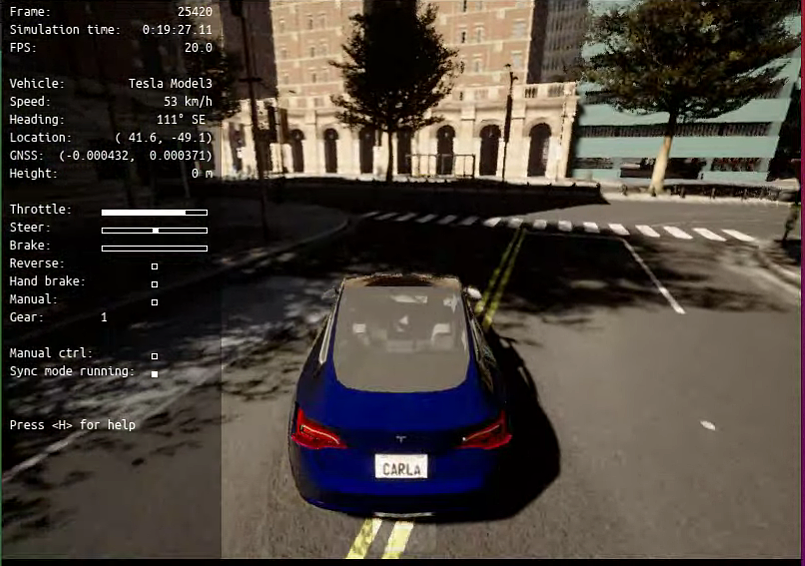 Frame: 25420
Simulation time: 0:19:27.11
FPS: 20.0
Vehicle: Tesla Model3
Speed: 53 km/h
Heading: 111° SE
Location: ( 41.6, -49.1)
GNSS: (-0.000432, 0.000371)
Height: 0 m
Throttle:
Steer:
Brake:
Reverse:
Hand brake:
Manual:
Gear: 1
Manual ctrl:
Sync mode running:
Press <H> for help
CARLA